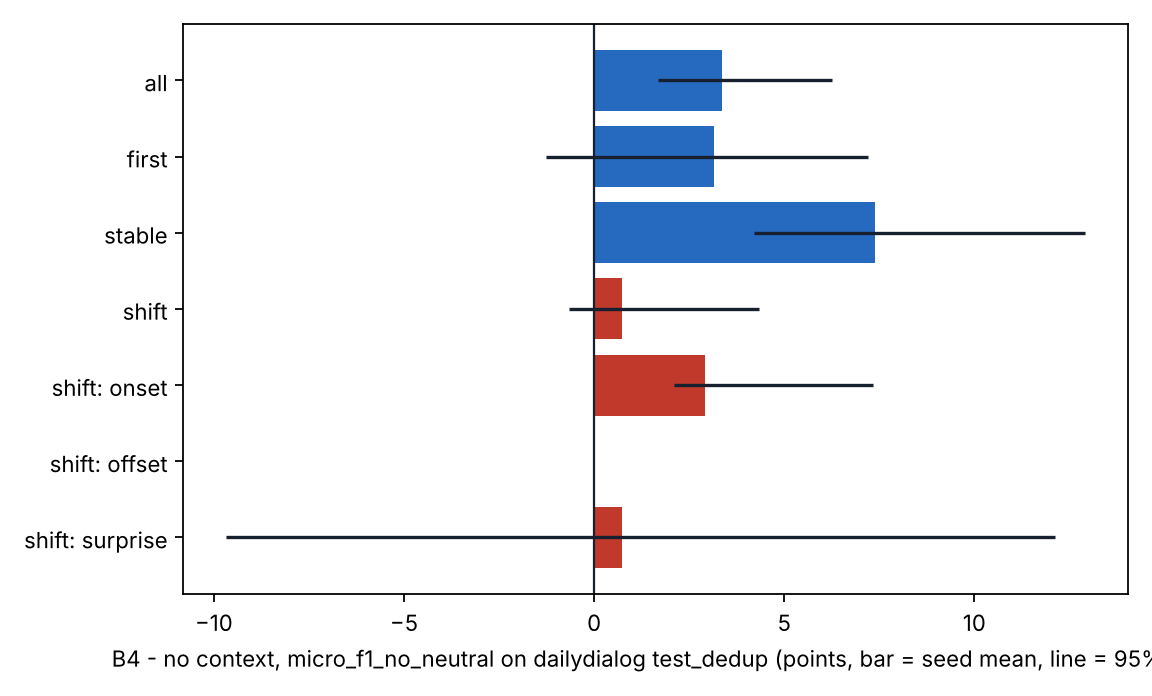 all
first
stable
shift
shift: onset
shift: offset
shift: surprise
−10 −5 0 5 10
B4 - no context, micro_f1_no_neutral on dailydialog test_dedup (points, bar = seed mean, line = 95%